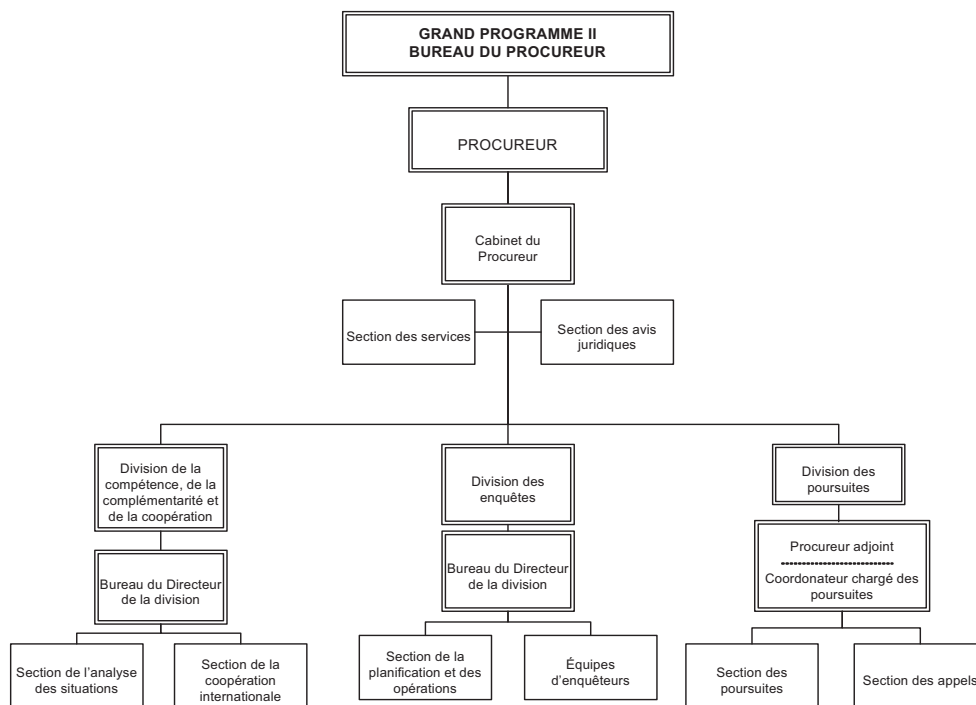 GRAND PROGRAMME II
BUREAU DU PROCUREUR
PROCUREUR
Cabinet du
Procureur
Section des services
Section des avis
juridiques
Division de la
compétence, de la
complémentarité et
de la coopération
Division des
enquêtes
Division des
poursuites
Bureau du Directeur
de la division
Bureau du Directeur
de la division
Procureur adjoint
Coordonateur chargé des
poursuites
Section de l’analyse
des situations
Section de la
coopération
internationale
Section de la
planification et des
opérations
Équipes
d’enquêteurs
Section des
poursuites
Section des appels